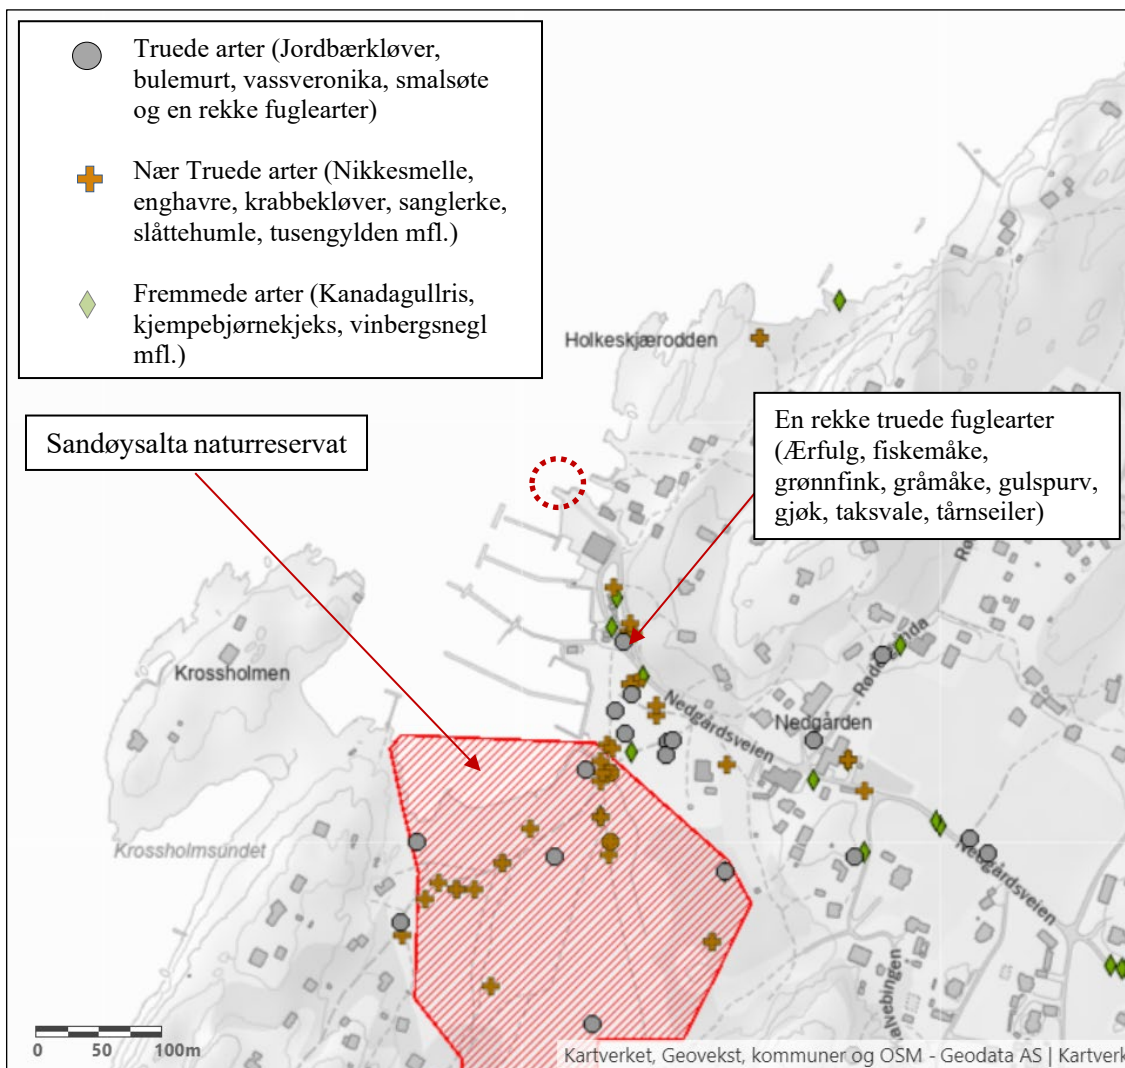 Truede arter (Jordbærkløver,
bulemurt, vassveronika, smalsøte
og en rekke fuglearter)
Nær Truede arter (Nikkesmelle,
enghavre, krabbekløver, sanglerke,
slåttehumle, tusengylden mfl.)
Fremmede arter (Kanadagullris,
kjempebjørnekjeks, vinbergsnegl
mfl.)
Holkeskjærodden
Sandøysalta naturreservat
En rekke truede fuglearter
(Ærfulg, fiskemåke,
grønnfink, gråmåke, gulspurv,
gjøk, taksvale, tårnseiler)
Krossholmen
Nedgårdsveien
Nedgården
Krossholmsundet
Nedgårdsveien
0 50 100m
Kartverket, Geovekst, kommuner og OSM - Geodata AS | Kartverk